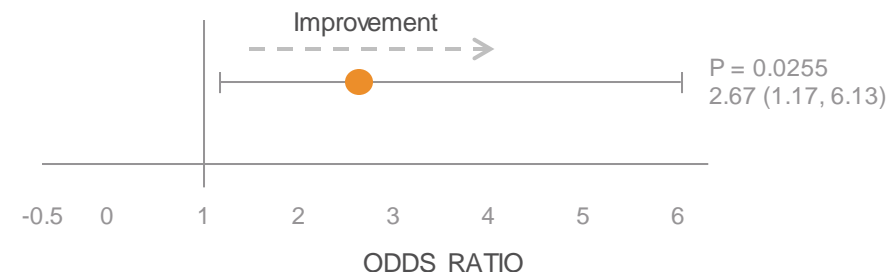 Improvement
P = 0.0255
2.67 (1.17, 6.13)
-0.5 0 1 2 3 4 5 6
ODDS RATIO